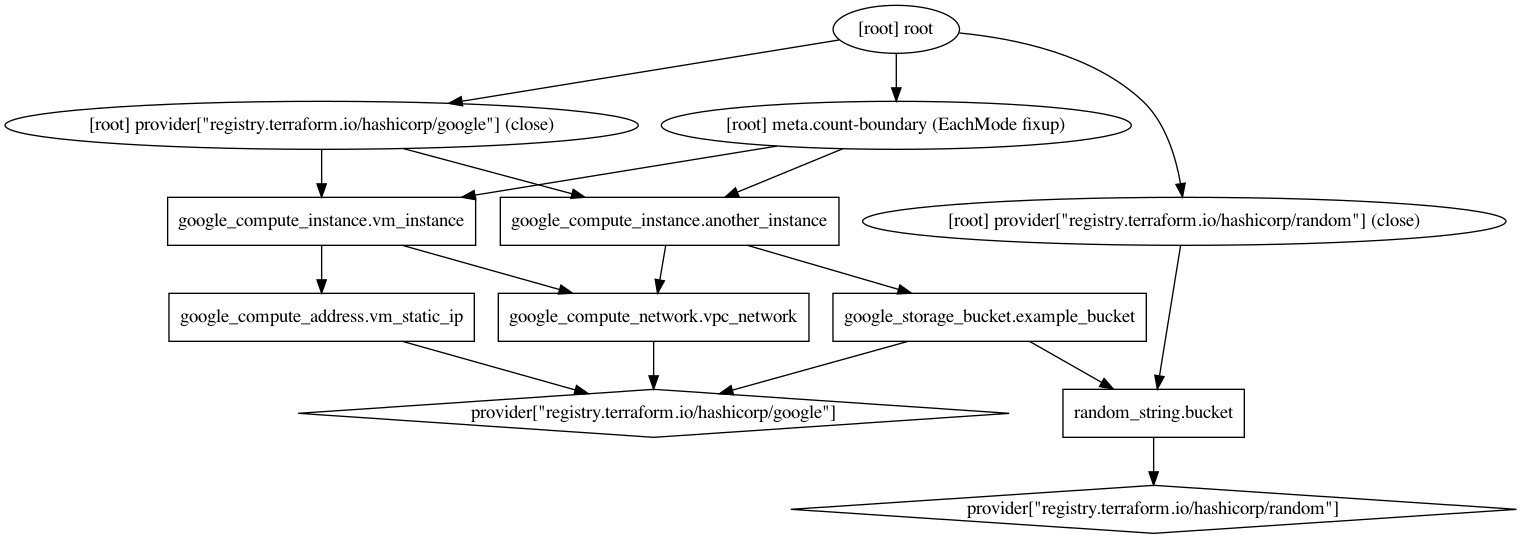 [root] root
[root] provider["registry.terraform.io/hashicorp/google"] (close)
[root] meta.count-boundary (EachMode fixup)
google_compute_instance.vm_instance
google_compute_instance.another_instance
[root] provider["registry.terraform.io/hashicorp/random"] (close)
google_compute_address.vm_static_ip
google_compute_network.vpc_network
google_storage_bucket.example_bucket
provider["registry.terraform.io/hashicorp/google"]
random_string.bucket
provider["registry.terraform.io/hashicorp/random"]